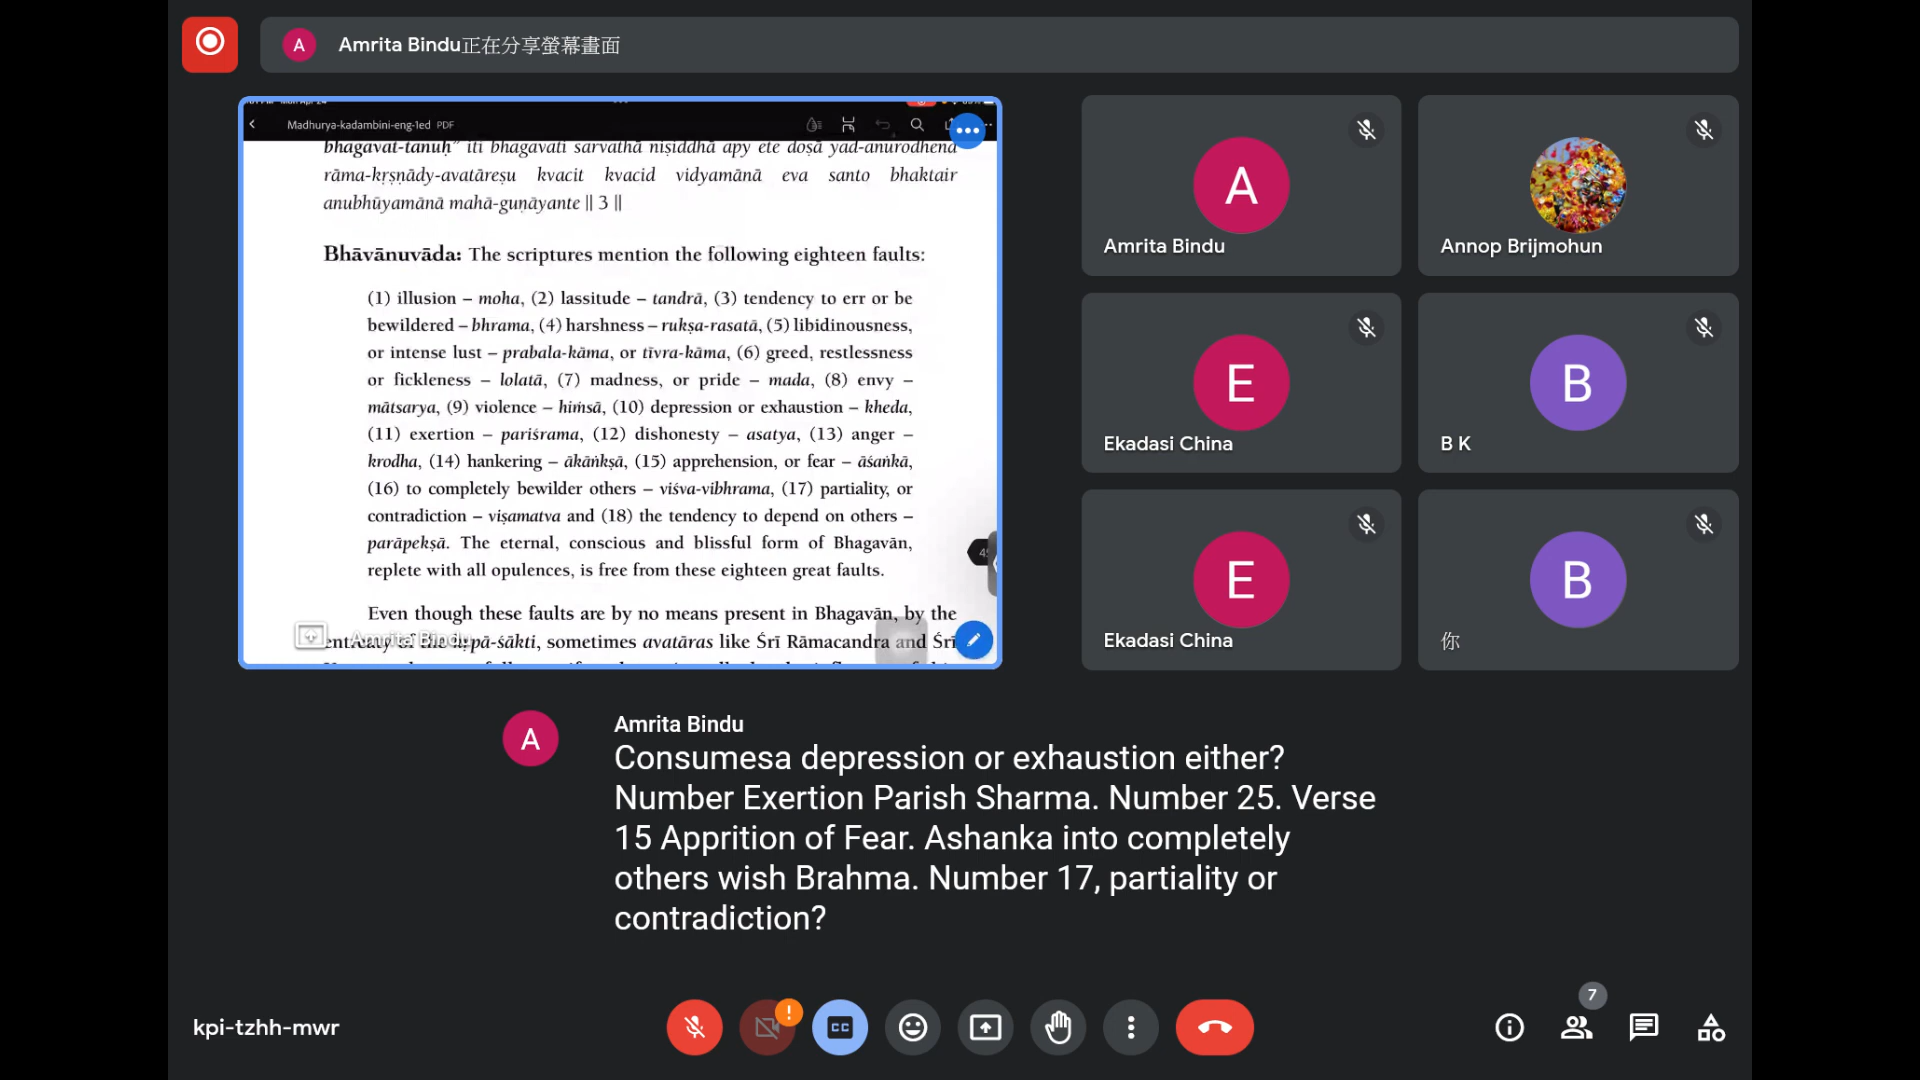 A Amrita Bindu正在分享螢幕畫面
Madhurya-kadambini-eng-1ed PDF
bhagavat-tanuḥ” iti bhagavati sarvathā niṣiddhā apy ete doṣā yad-anurodhena
rāma-kṛṣṇādy-avatāreṣu kvacit kvacid vidyamānā eva santo bhaktair
anubhūyamānā mahā-guṇāyante || 3 ||
Bhāvānuvāda: The scriptures mention the following eighteen faults:
(1) illusion – moha, (2) lassitude – tandrā, (3) tendency to err or be
bewildered – bhrama, (4) harshness – rukṣa-rasatā, (5) libidinousness,
or intense lust – prabala-kāma, or tīvra-kāma, (6) greed, restlessness
or fickleness – lolatā, (7) madness, or pride – mada, (8) envy –
mātsarya, (9) violence – hiṁsā, (10) depression or exhaustion – kheda,
(11) exertion – pariśrama, (12) dishonesty – asatya, (13) anger –
krodha, (14) hankering – ākāṅkṣā, (15) apprehension, or fear – āśaṅkā,
(16) to completely bewilder others – viśva-vibhrama, (17) partiality, or
contradiction – viṣamatva and (18) the tendency to depend on others –
parāpekṣā. The eternal, conscious and blissful form of Bhagavān,
replete with all opulences, is free from these eighteen great faults.
Even though these faults are by no means present in Bhagavān, by the
entreaty of the kṛpā-śākti, sometimes avatāras like Śrī Rāmacandra and Śrī
Amrita Bindu
A
Amrita Bindu
Annop Brijmohun
E
Ekadasi China
B
B K
E
Ekadasi China
B
你
A
Amrita Bindu
Consumesa depression or exhaustion either?
Number Exertion Parish Sharma. Number 25. Verse
15 Apprition of Fear. Ashanka into completely
others wish Brahma. Number 17, partiality or
contradiction?
kpi-tzhh-mwr
!
CC
7